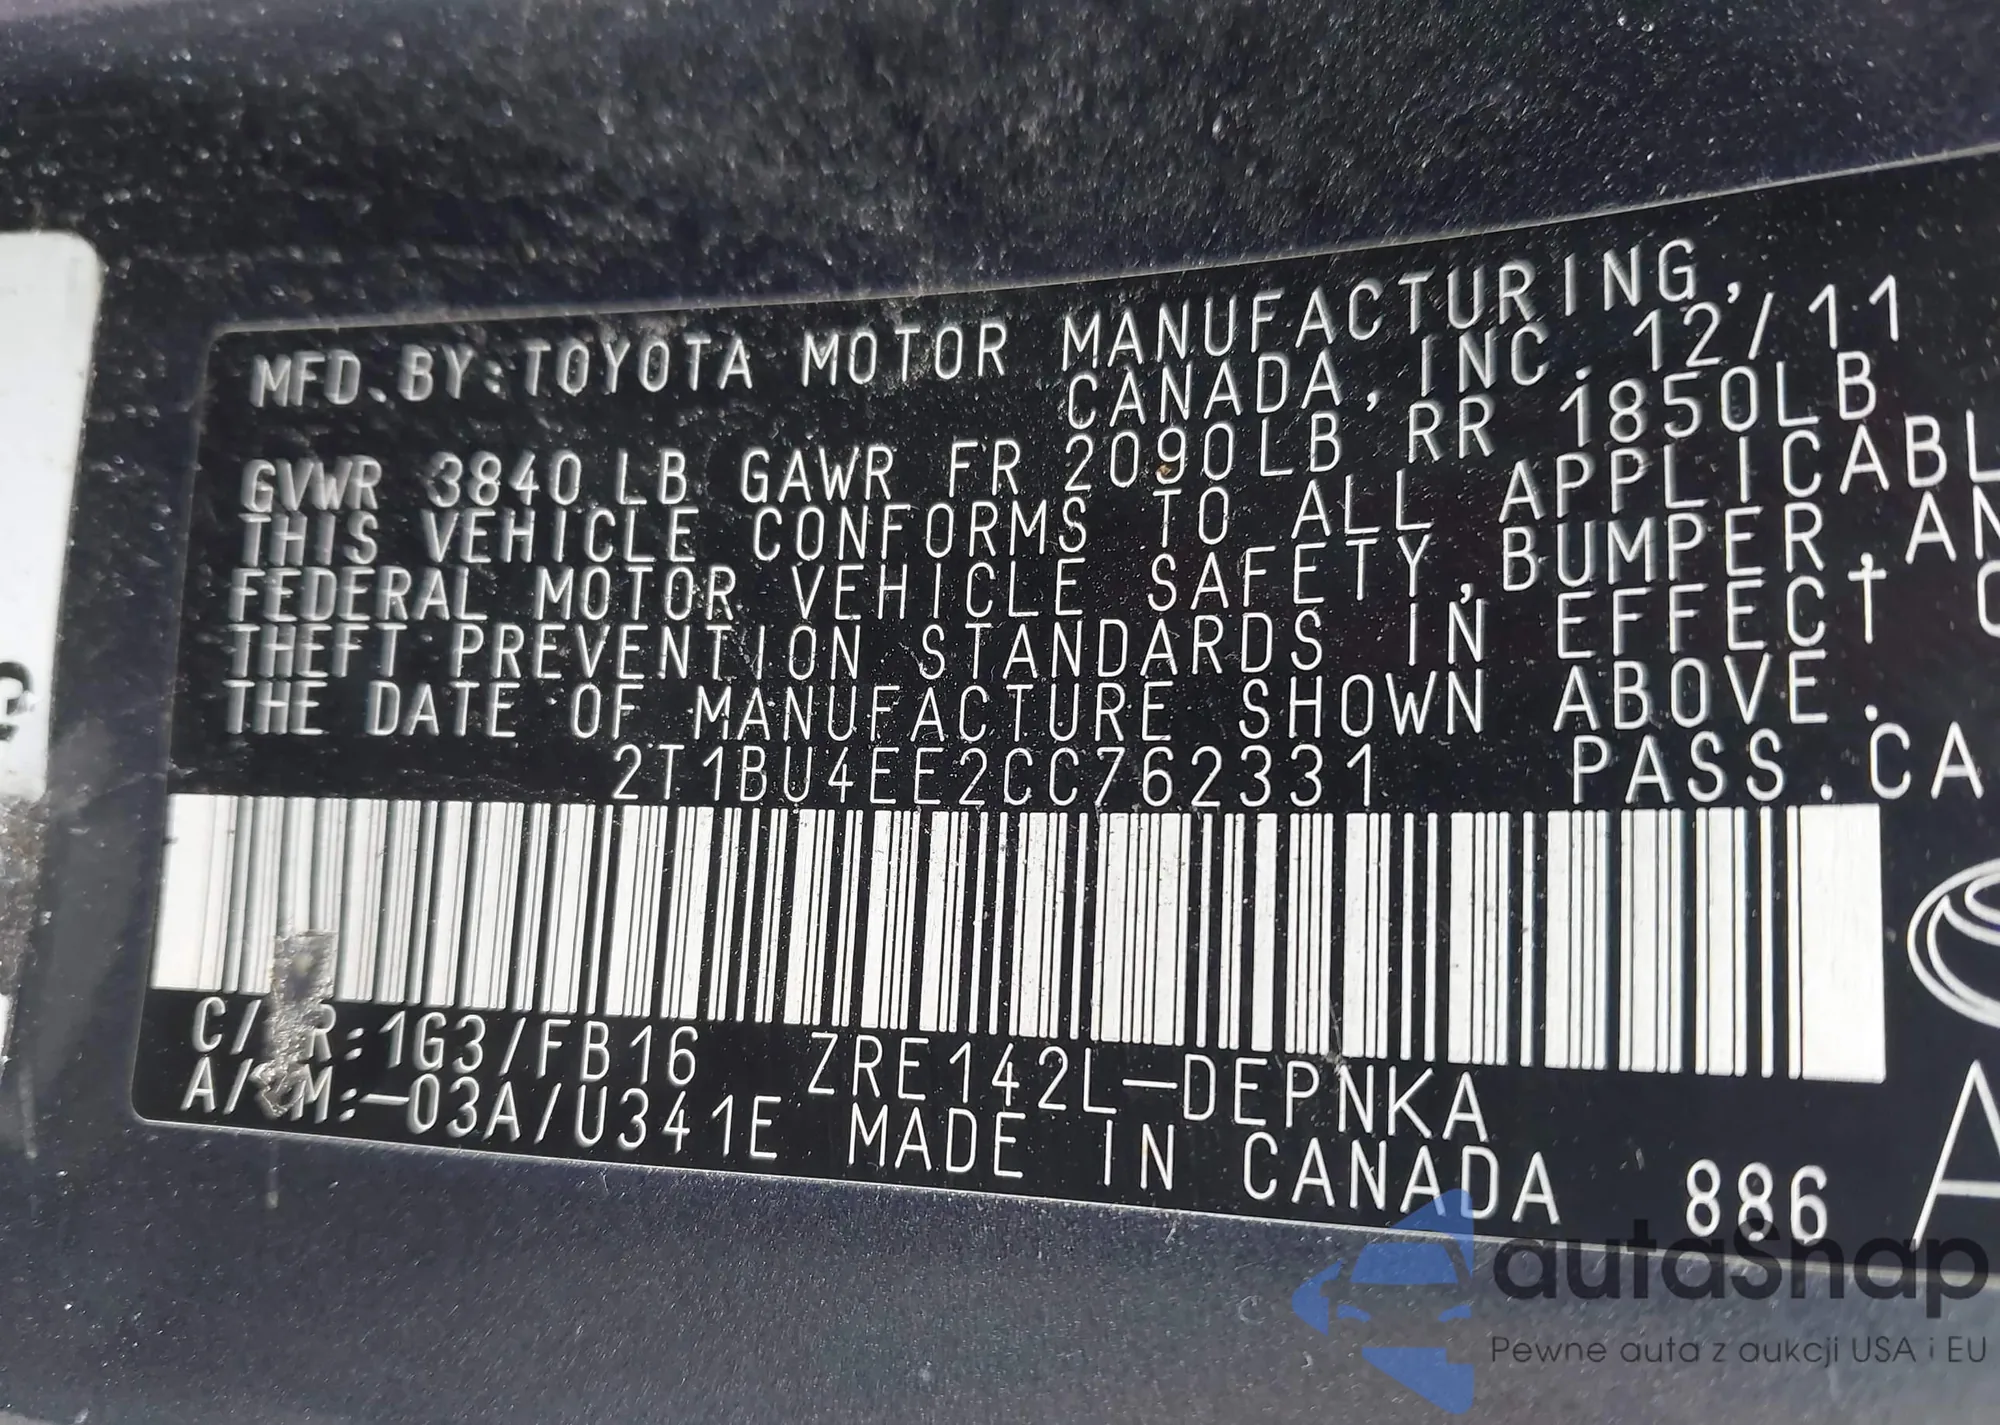 MFD. BY: TOYOTA MOTOR MANUFACTURING,
CANADA, INC. 12/11
GVWR 3840 LB GAWR FR 2090LB RR 1850LB
THIS VEHICLE CONFORMS TO ALL APPLICABL
FEDERAL MOTOR VEHICLE SAFETY, BUMPER, AN
THEFT PREVENTION STANDARDS IN EFFECT O
THE DATE OF MANUFACTURE SHOWN ABOVE.
2T1BU4EE2CC762331 PASS.CA
C/ R:1G3/FB16 ZRE142L-DEPNKA
A/ M:-03A/U341E MADE IN CANADA 886
A
autaSnap
Pewne auta z aukcji USA i EU